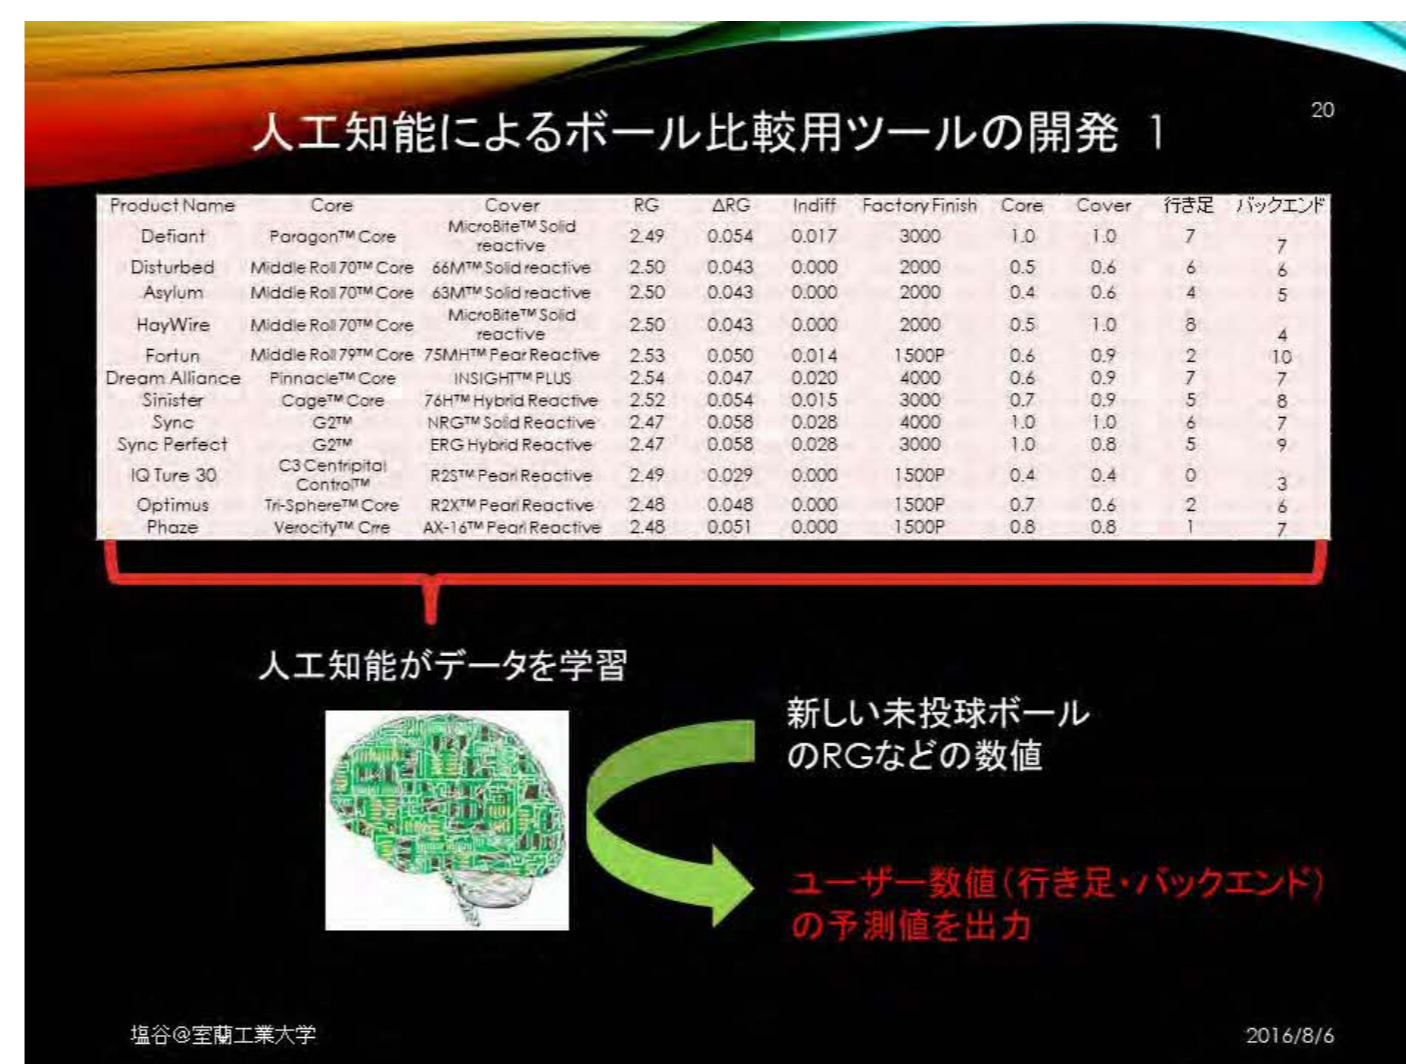 人工知能によるボール比較用ツールの開発 1
20
Product Name Core Cover RG ΔRG Indiff Factory Finish Core Cover 行き足 バックエンド
Defiant Paragon™ Core MicroBite™ Solid reactive 2.49 0.054 0.017 3000 1.0 1.0 7 7
Disturbed Middle Roll 70™ Core 66M™ Solid reactive 2.50 0.043 0.000 2000 0.5 0.6 6 6
Asylum Middle Roll 70™ Core 63M™ Solid reactive 2.50 0.043 0.000 2000 0.4 0.6 4 5
HayWire Middle Roll 70™ Core MicroBite™ Solid reactive 2.50 0.043 0.000 2000 0.5 1.0 8 4
Fortun Middle Roll 79™ Core 75MH™ Pear Reactive 2.53 0.050 0.014 1500P 0.6 0.9 2 10
Dream Alliance Pinnacle™ Core INSIGHT™ PLUS 2.54 0.047 0.020 4000 0.6 0.9 7 7
Sinister Cage™ Core 76H™ Hybrid Reactive 2.52 0.054 0.015 3000 0.7 0.9 5 8
Sync G2™ NRG™ Solid Reactive 2.47 0.058 0.028 4000 1.0 1.0 6 7
Sync Perfect G2™ ERG Hybrid Reactive 2.47 0.058 0.028 3000 1.0 0.8 5 9
IQ Ture 30 C3 Centripital Control™ R2S™ Pearl Reactive 2.49 0.029 0.000 1500P 0.4 0.4 0 3
Optimus Tri-Sphere™ Core R2X™ Pearl Reactive 2.48 0.048 0.000 1500P 0.7 0.6 2 6
Phaze Verocity™ Crre AX-16™ Pearl Reactive 2.48 0.051 0.000 1500P 0.8 0.8 1 7
人工知能がデータを学習
新しい未投球ボール
のRGなどの数値
ユーザー数値(行き足・バックエンド)
の予測値を出力
塩谷@室蘭工業大学
2016/8/6